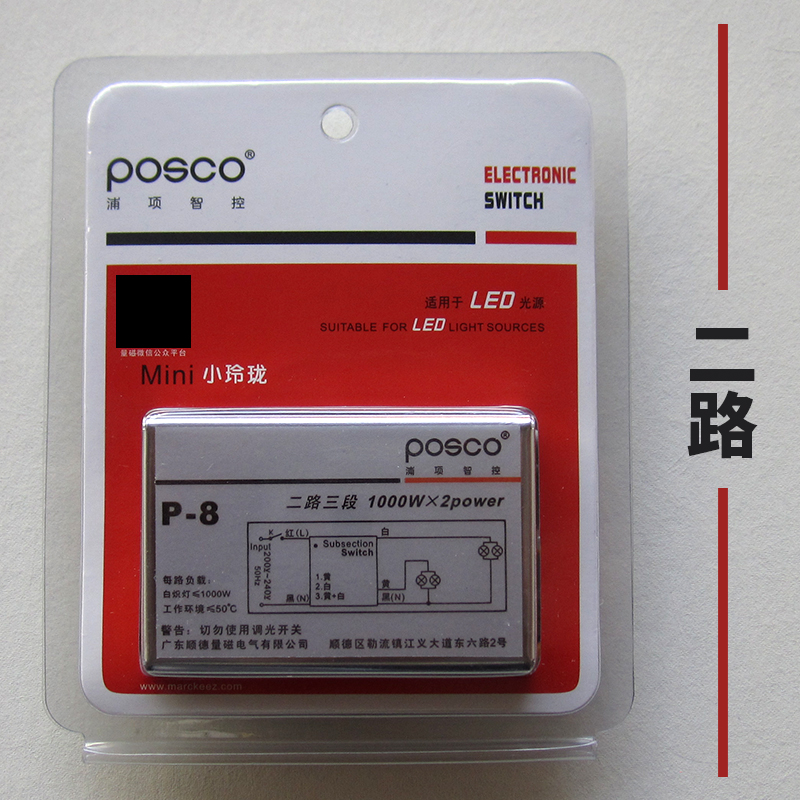 posco®
浦项智控
ELECTRONIC
SWITCH
适用于 LED 光源
SUITABLE FOR LED LIGHT SOURCES
量磁微信公众平台
Mini 小玲珑
posco®
浦项智控
P-8
二路三段 1000W×2power
K 红(L) 白
Input
200V~240V
50Hz
Subsection
Switch
1.黄
2.白
3.黄+白
黄
黑(N) 黑(N)
每路负载:
白织灯≤1000W
工作环境≤50℃
警告: 切勿使用调光开关
广东顺德量磁电气有限公司 顺德区勒流镇江义大道东六路2号
www.marckeez.com
二路